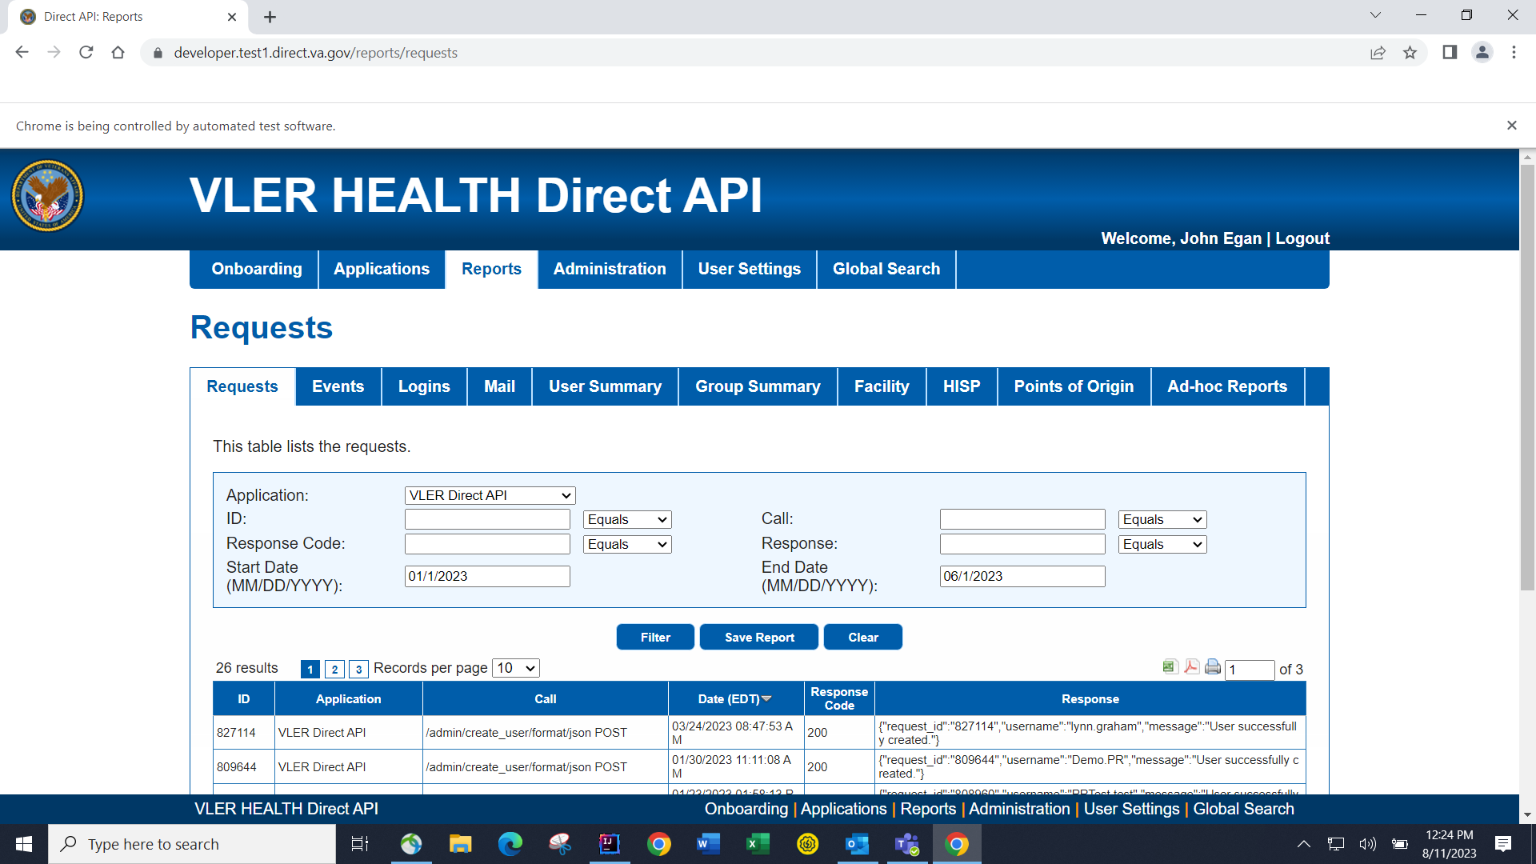 Direct API: Reports
developer.test1.direct.va.gov/reports/requests
Chrome is being controlled by automated test software.
VLER HEALTH Direct API
Welcome, John Egan | Logout
Onboarding Applications Reports Administration User Settings Global Search
Requests
Requests Events Logins Mail User Summary Group Summary Facility HISP Points of Origin Ad-hoc Reports
This table lists the requests.
Application: VLER Direct API
ID: Equals Call: Equals
Response Code: Equals Response: Equals
Start Date (MM/DD/YYYY): 01/1/2023 End Date (MM/DD/YYYY): 06/1/2023
Filter Save Report Clear
26 results 1 2 3 Records per page 10 1 of 3
ID Application Call Date (EDT) Response Code Response
827114 VLER Direct API /admin/create_user/format/json POST 03/24/2023 08:47:53 AM 200 {"request_id":"827114","username":"lynn.graham","message":"User successfully created."}
809644 VLER Direct API /admin/create_user/format/json POST 01/30/2023 11:11:08 AM 200 {"request_id":"809644","username":"Demo.PR","message":"User successfully created."}
VLER HEALTH Direct API Onboarding | Applications | Reports | Administration | User Settings | Global Search
Type here to search
12:24 PM
8/11/2023